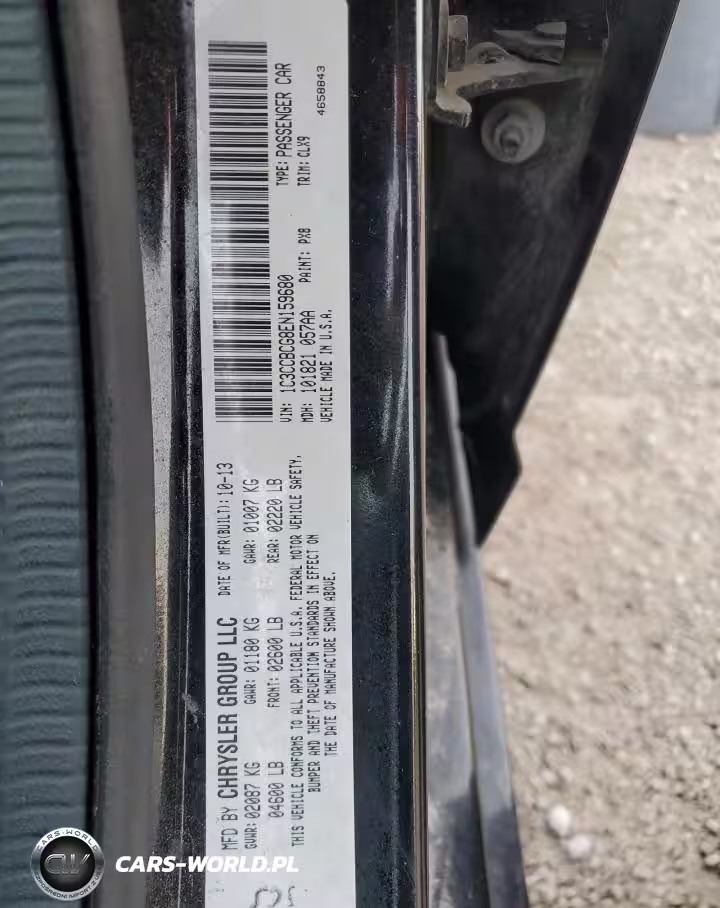 MFD BY CHRYSLER GROUP LLC DATE OF MFR(BUILT): 10-13
GVWR: 02087 KG GAWR: 01180 KG GAWR: 01007 KG
04600 LB FRONT: 02600 LB REAR: 02220 LB
THIS VEHICLE CONFORMS TO ALL APPLICABLE U.S.A. FEDERAL MOTOR VEHICLE SAFETY,
BUMPER AND THEFT PREVENTION STANDARDS IN EFFECT ON
THE DATE OF MANUFACTURE SHOWN ABOVE.
VIN: 1C3CCBCG8EN159680 TYPE: PASSENGER CAR
MDH: 101821 057AA PAINT: PX8 TRIM: CLX9
VEHICLE MADE IN U.S.A. 4658843
CARS-WORLD
CW
CARS-WORLD.PL